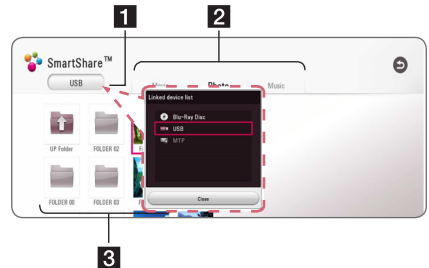 1
2
SmartShare™
USB
Photo
Music
Linked device list
Blu-Ray Disc
USB
MTP
Close
UP Folder
FOLDER 02
FOLDER 00
FOLDER 03
3